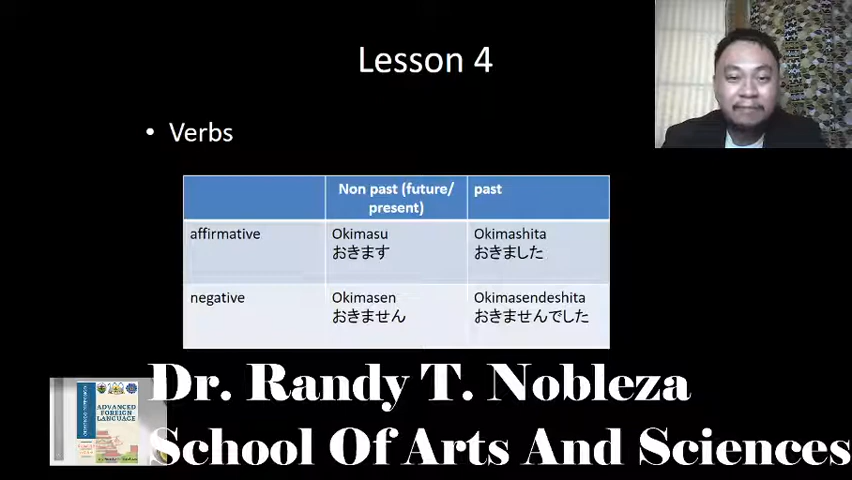 Lesson 4
• Verbs
Non past (future/
present)
past
affirmative
Okimasu
おきます
Okimashita
おきました
negative
Okimasen
おきません
Okimasendeshita
おきませんでした
Dr. Randy T. Nobleza
School Of Arts And Sciences
ADVANCED
FOREIGN
LANGUAGE